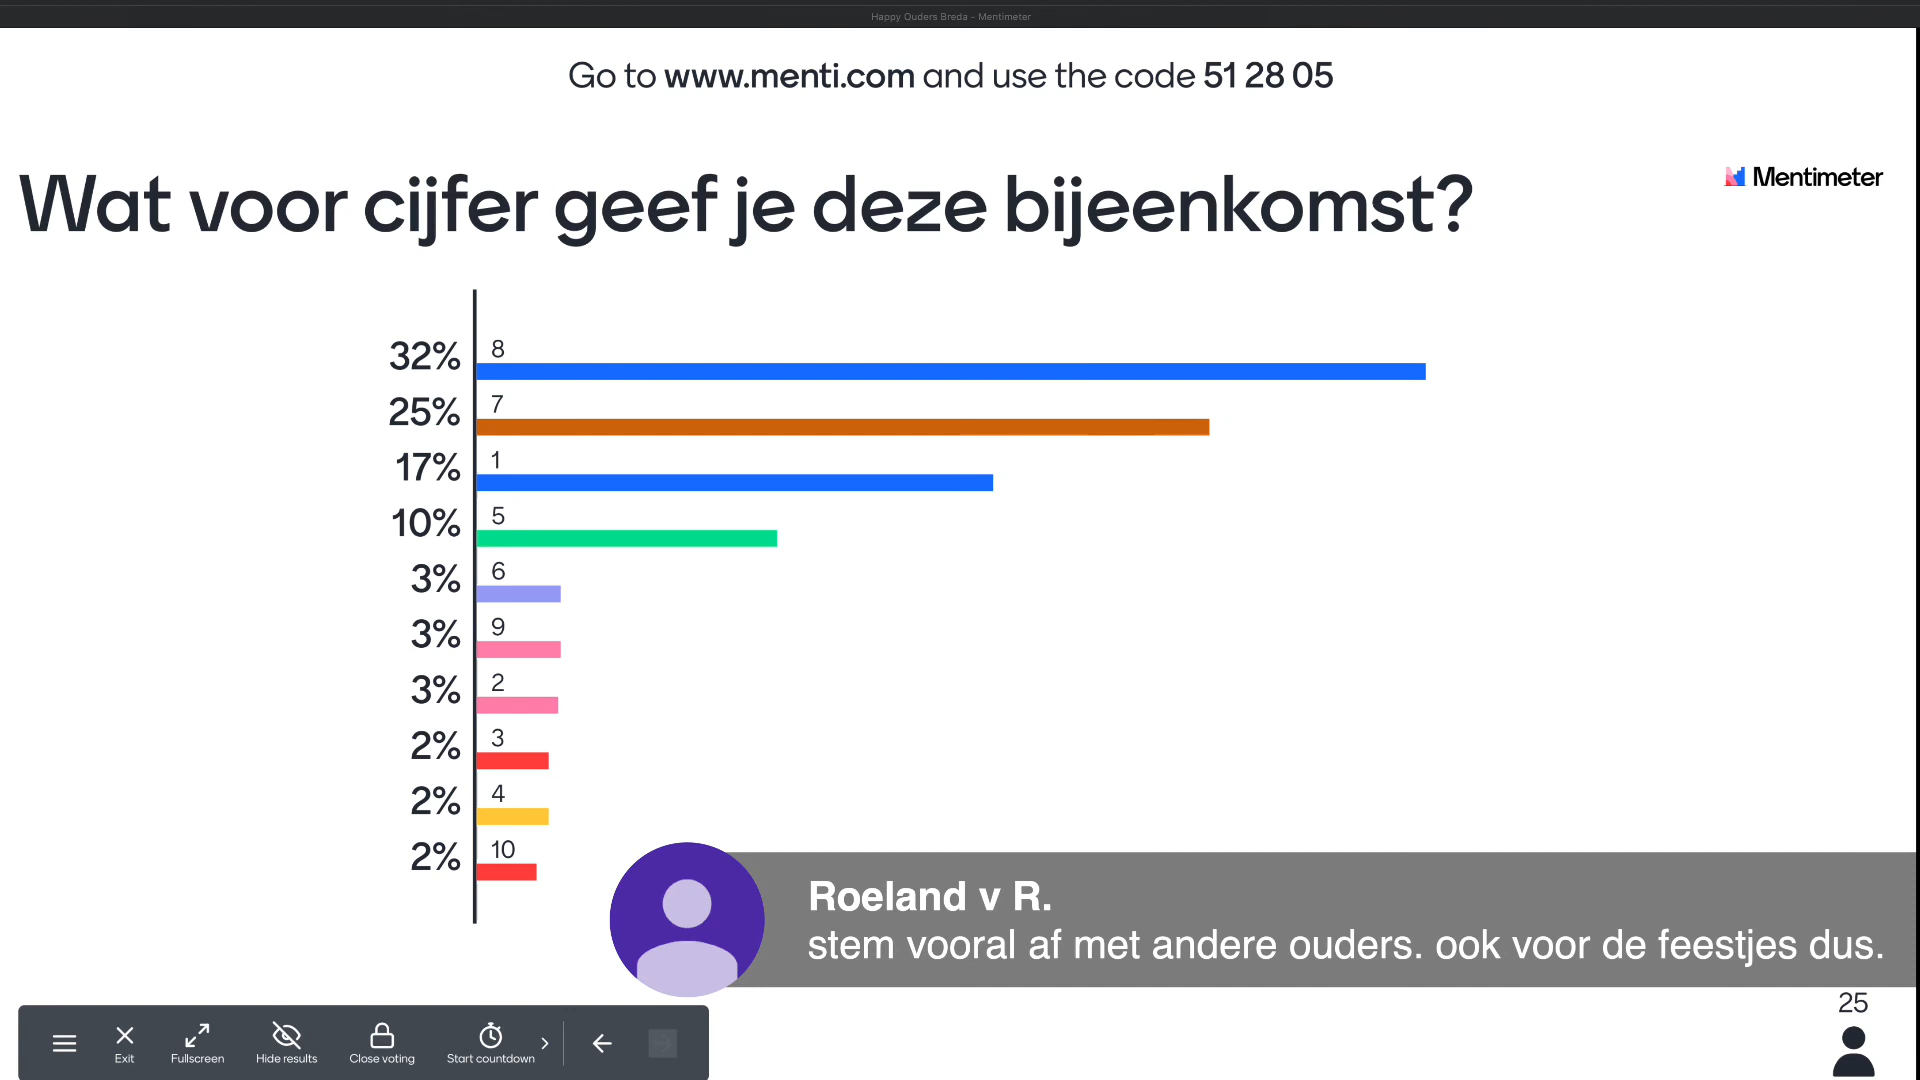 Happy Ouders Breda - Mentimeter
Go to www.menti.com and use the code 51 28 05
Mentimeter
Wat voor cijfer geef je deze bijeenkomst?
32% 8
25% 7
17% 1
10% 5
3% 6
3% 9
3% 2
2% 3
2% 4
2% 10
Roeland v R.
stem vooral af met andere ouders. ook voor de feestjes dus.
25
Exit
Fullscreen
Hide results
Close voting
Start countdown